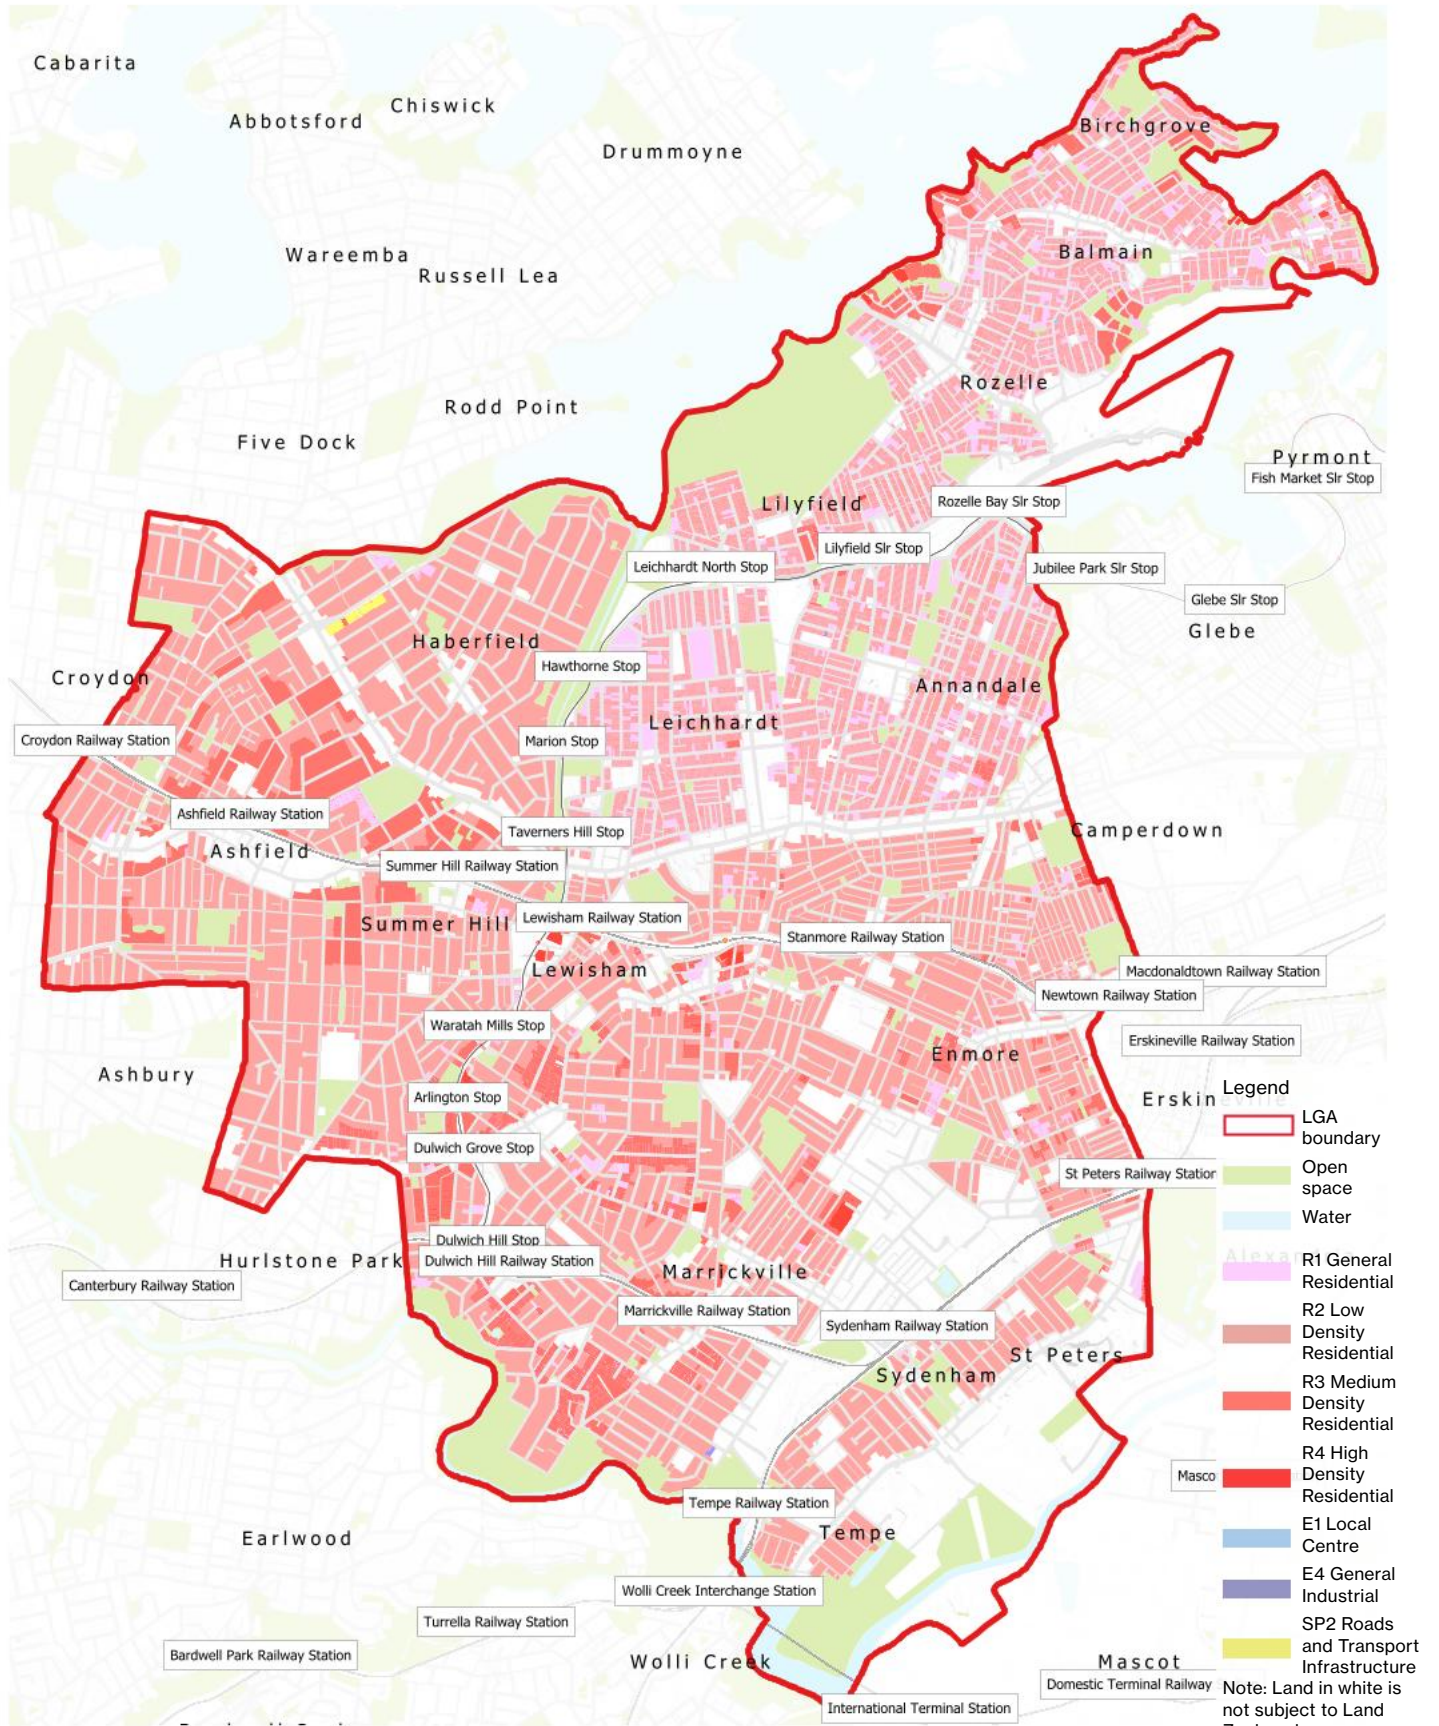 Cabarita
Chiswick
Abbotsford
Birchgrove
Drummoyne
Balmain
Wareemba
Russell Lea
Rozelle
Rodd Point
Five Dock
Pyrmont
Fish Market Slr Stop
Lilyfield
Rozelle Bay Slr Stop
Lilyfield Slr Stop
Leichhardt North Stop
Jubilee Park Slr Stop
Glebe Slr Stop
Glebe
Haberfield
Hawthorne Stop
Croydon
Annandale
Leichhardt
Croydon Railway Station
Marion Stop
Ashfield Railway Station
Taverners Hill Stop
Camperdown
Ashfield
Summer Hill Railway Station
Summer Hill
Lewisham Railway Station
Stanmore Railway Station
Lewisham
Macdonaldtown Railway Station
Newtown Railway Station
Waratah Mills Stop
Erskineville Railway Station
Enmore
Ashbury
Arlington Stop
Erskineville
Dulwich Grove Stop
St Peters Railway Station
Dulwich Hill Stop
Hurlstone Park
Dulwich Hill Railway Station
Marrickville
Canterbury Railway Station
Marrickville Railway Station
Sydenham Railway Station
St Peters
Sydenham
Masco
Tempe Railway Station
Tempe
Earlwood
Wolli Creek Interchange Station
Turrella Railway Station
Bardwell Park Railway Station
Wolli Creek
Mascot
Domestic Terminal Railway
International Terminal Station
Legend
LGA
boundary
Open
space
Water
Alexandria
R1 General
Residential
R2 Low
Density
Residential
R3 Medium
Density
Residential
R4 High
Density
Residential
E1 Local
Centre
E4 General
Industrial
SP2 Roads
and Transport
Infrastructure
Note: Land in white is
not subject to Land